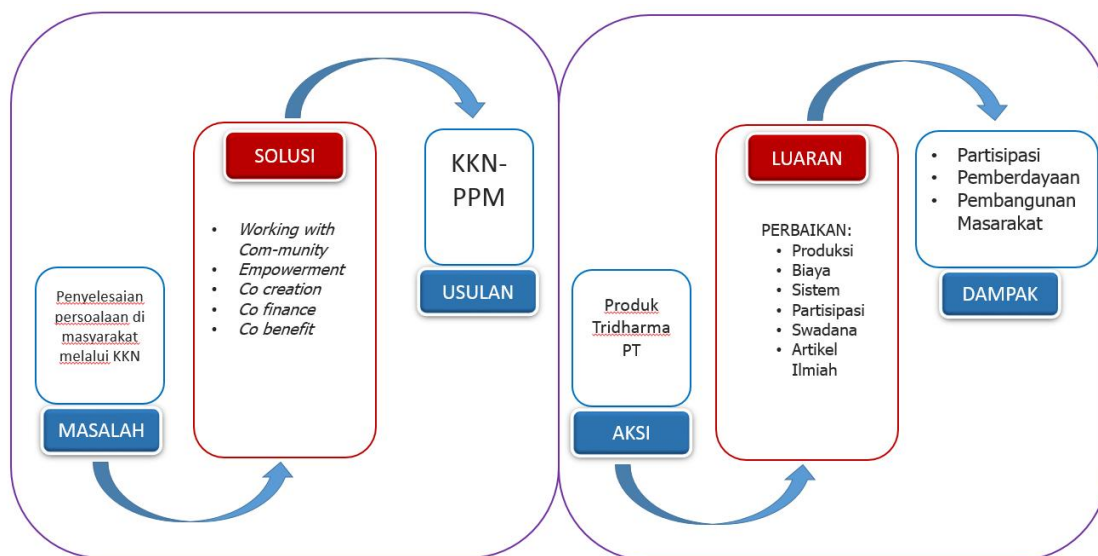 Penyelesaian
persoalaan di
masyarakat
melalui KKN
MASALAH
SOLUSI
• Working with
Com-munity
• Empowerment
• Co creation
• Co finance
• Co benefit
KKN-
PPM
USULAN
Produk
Tridharma
PT
AKSI
LUARAN
PERBAIKAN:
• Produksi
• Biaya
• Sistem
• Partisipasi
• Swadana
• Artikel
Ilmiah
• Partisipasi
• Pemberdayaan
• Pembangunan
Masarakat
DAMPAK